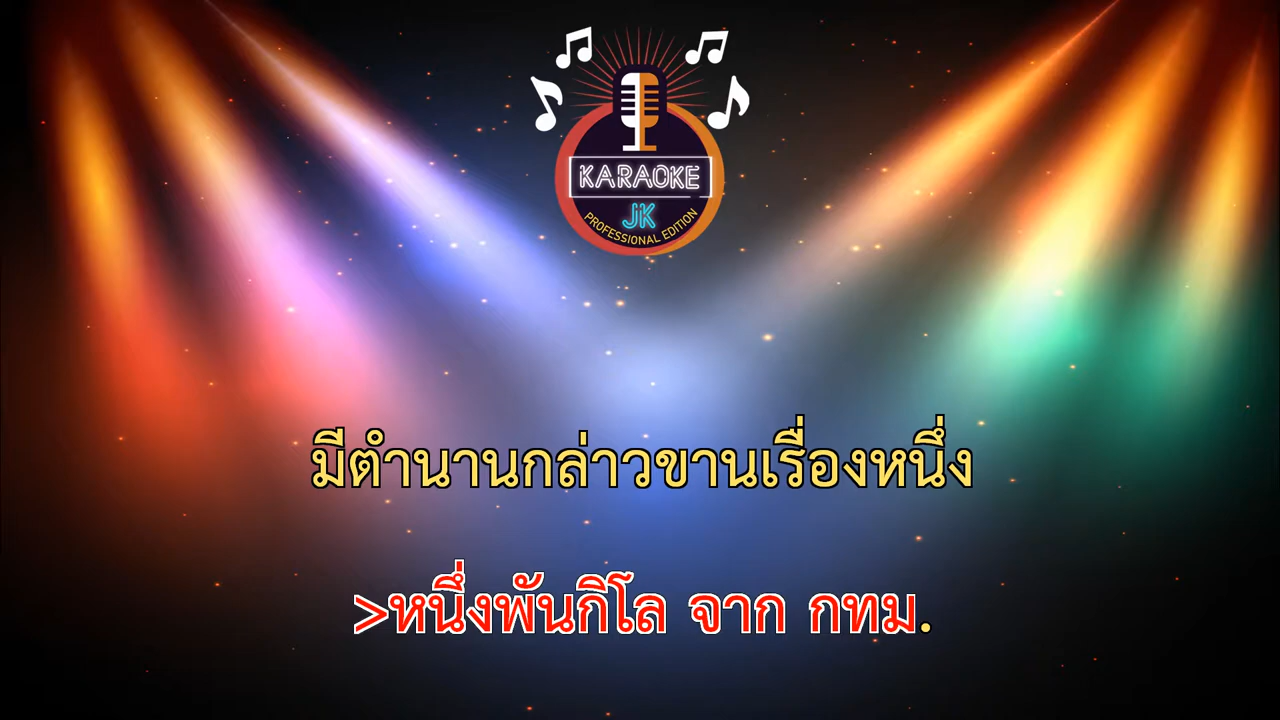 KARAOKE
JK
PROFESSIONAL EDITION
มีตำนานกล่าวขานเรื่องหนึ่ง
>หนึ่งพันกิโล จาก กทม.